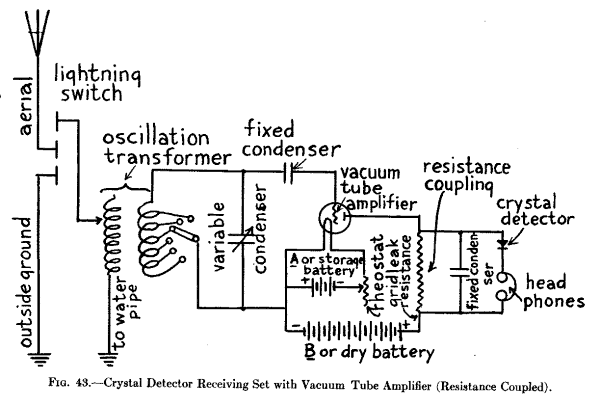 aerial
lightning
switch
oscillation
transformer
fixed
condenser
vacuum
tube
amplifier
resistance
coupling
crystal
detector
variable
condenser
A or storage
battery
+ -
rheostat
grid leak
resistance
fixed conden-
ser
head
phones
outside ground
to water
pipe
- +
B or dry battery
Fig. 43.—Crystal Detector Receiving Set with Vacuum Tube Amplifier (Resistance Coupled).